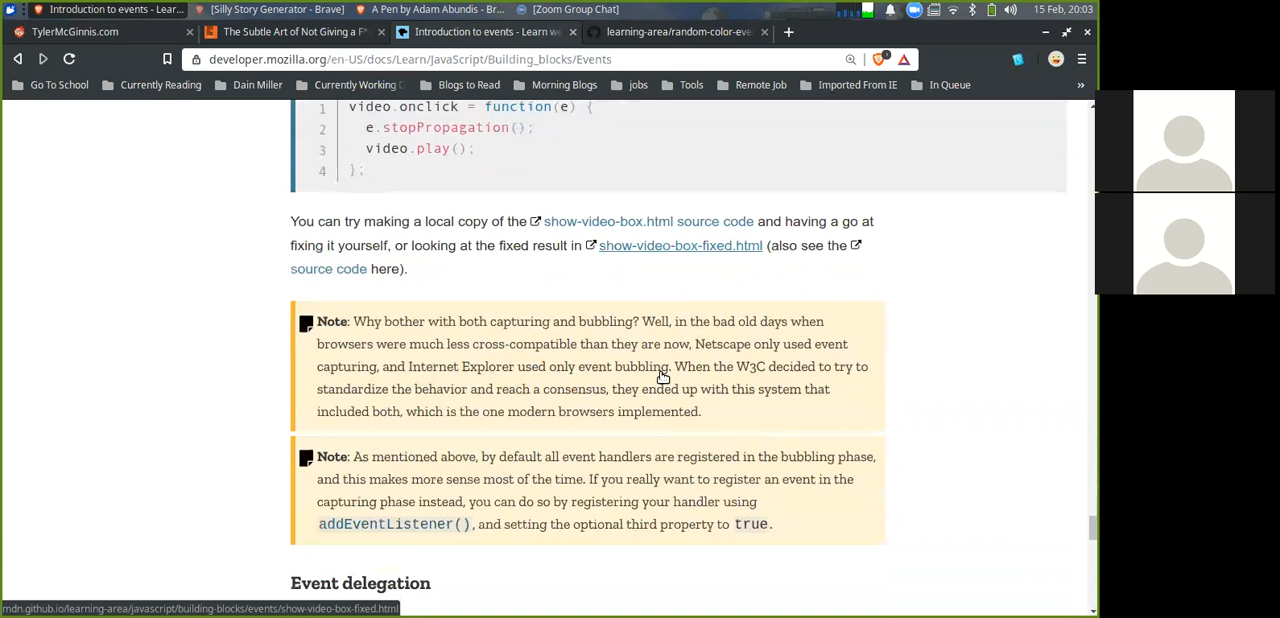 Introduction to events - Lear...
[Silly Story Generator - Brave]
A Pen by Adam Abundis - Br...
[Zoom Group Chat]
15 Feb, 20:03
TylerMcGinnis.com
The Subtle Art of Not Giving a F*
Introduction to events - Learn we
learning-area/random-color-eve
developer.mozilla.org/en-US/docs/Learn/JavaScript/Building_blocks/Events
1
Go To School
Currently Reading
Dain Miller
Currently Working
Blogs to Read
Morning Blogs
jobs
Tools
Remote Job
Imported From IE
In Queue
»
1 video.onclick = function(e) {
2 e.stopPropagation();
3 video.play();
4 };
You can try making a local copy of the show-video-box.html source code and having a go at
fixing it yourself, or looking at the fixed result in show-video-box-fixed.html (also see the
source code here).
Note: Why bother with both capturing and bubbling? Well, in the bad old days when
browsers were much less cross-compatible than they are now, Netscape only used event
capturing, and Internet Explorer used only event bubbling. When the W3C decided to try to
standardize the behavior and reach a consensus, they ended up with this system that
included both, which is the one modern browsers implemented.
Note: As mentioned above, by default all event handlers are registered in the bubbling phase,
and this makes more sense most of the time. If you really want to register an event in the
capturing phase instead, you can do so by registering your handler using
addEventListener(), and setting the optional third property to true.
Event delegation
mdn.github.io/learning-area/javascript/building-blocks/events/show-video-box-fixed.html